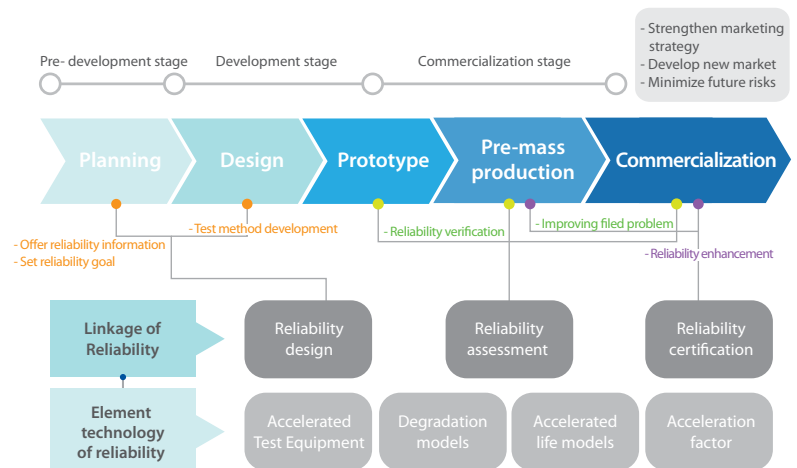 Pre- development stage
Development stage
Commercialization stage
- Strengthen marketing
strategy
- Develop new market
- Minimize future risks
Planning
Design
Prototype
Pre-mass
production
Commercialization
- Test method development
- Offer reliability information
- Set reliability goal
- Reliability verification
- Improving filed problem
- Reliability enhancement
Linkage of
Reliability
Reliability
design
Reliability
assessment
Reliability
certification
Element
technology
of reliability
Accelerated
Test Equipment
Degradation
models
Accelerated
life models
Acceleration
factor